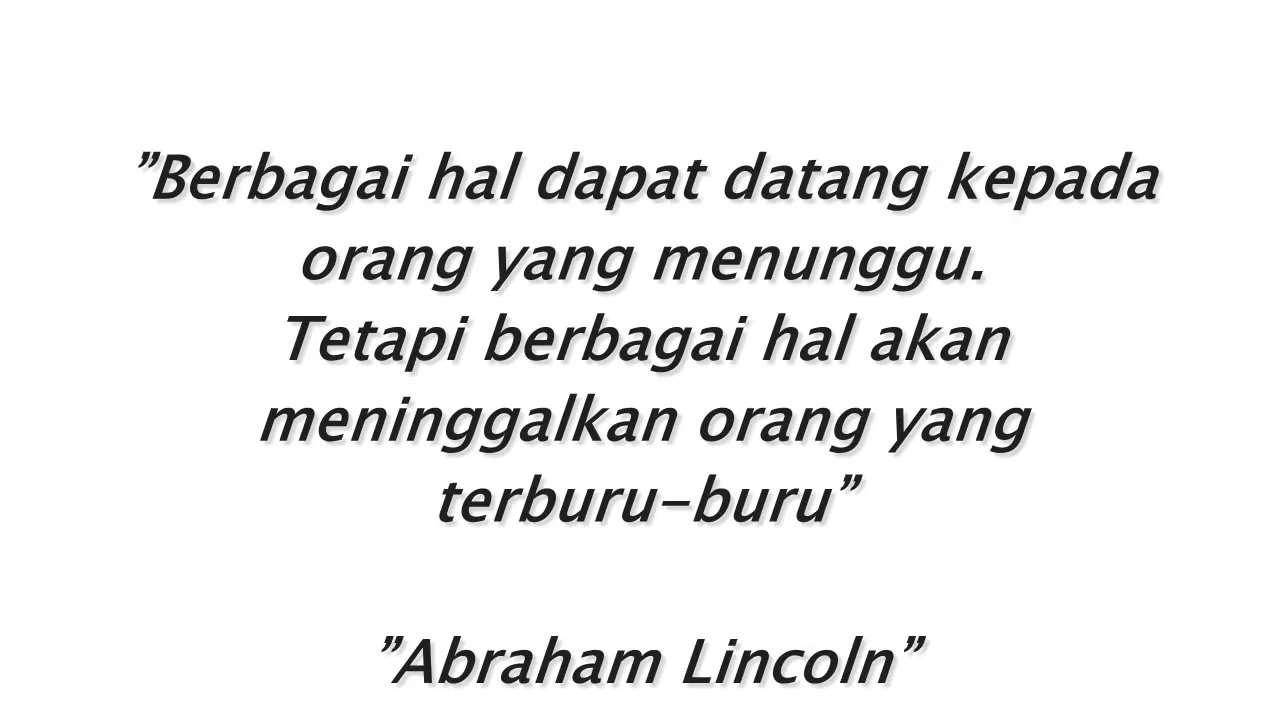 ”Berbagai hal dapat datang kepada
orang yang menunggu.
Tetapi berbagai hal akan
meninggalkan orang yang
terburu-buru”
”Abraham Lincoln”